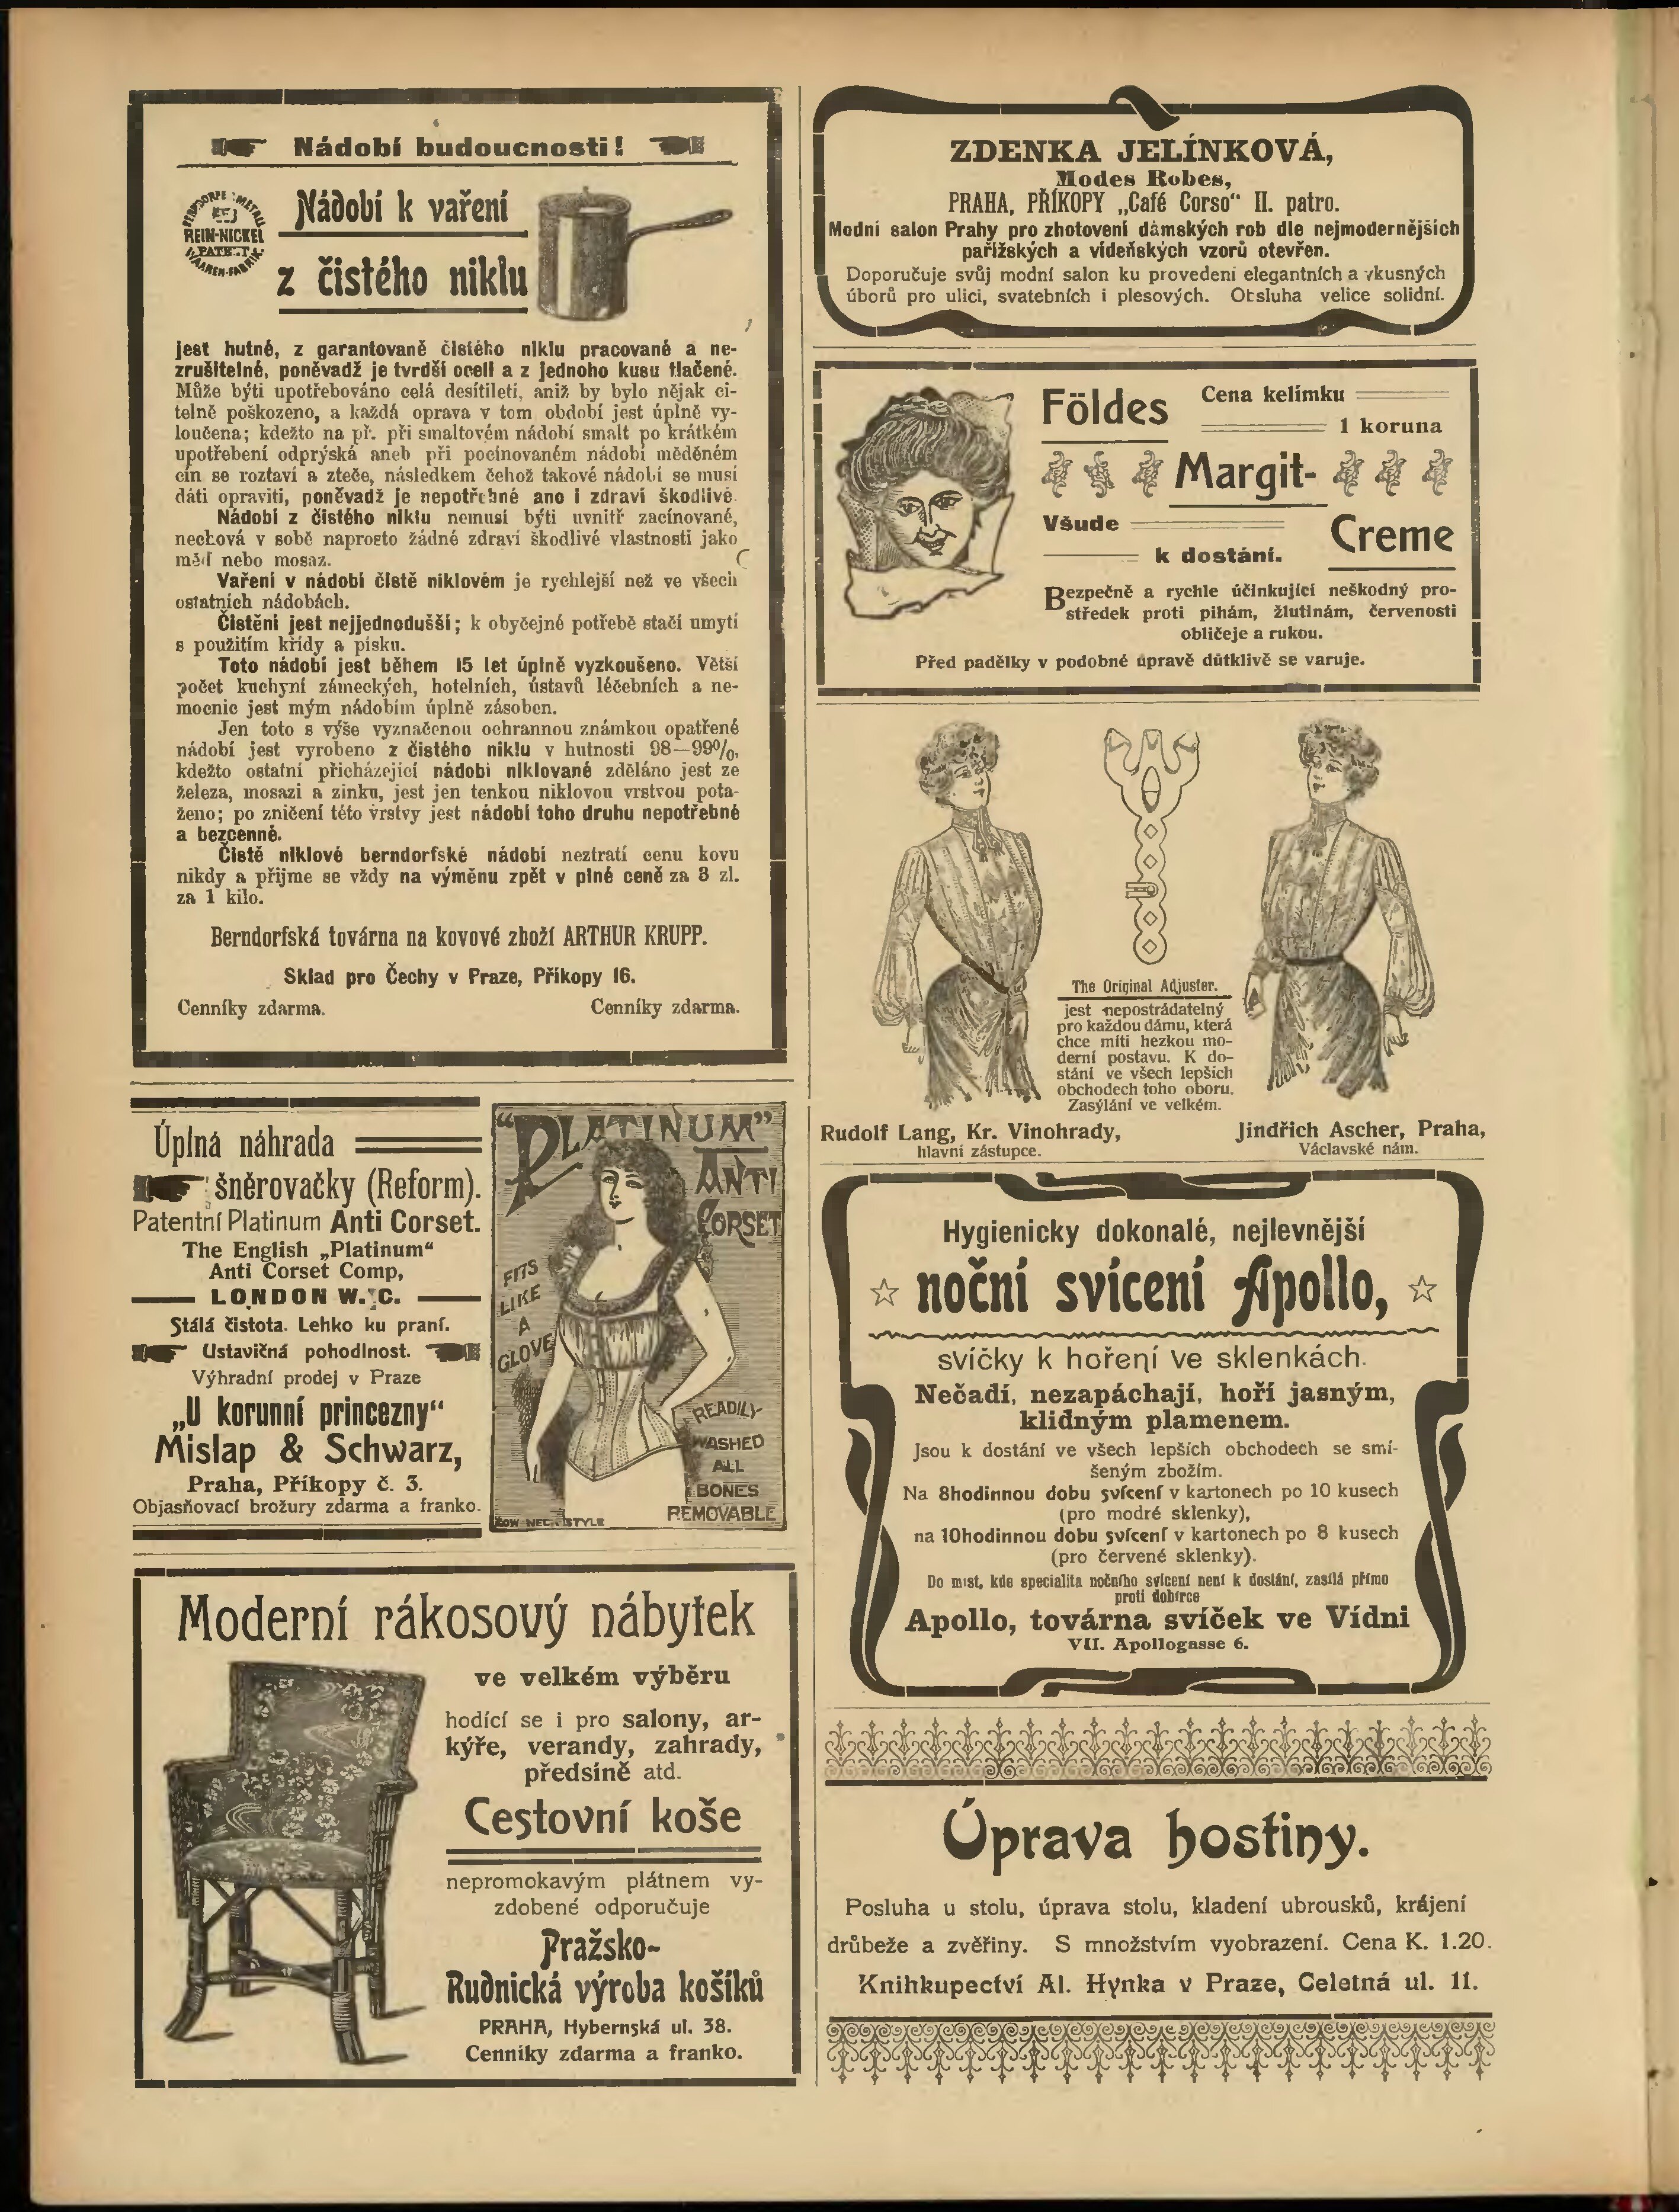 Nádobí budoucnosti!
BERNDORFER METALL
REIN-NICKEL
PATENT
WAAREN-FABRIK
Nádobí k vaření
z čistého niklu
jest hutné, z garantovaně čistého niklu pracované a ne-
zrušitelné, poněvadž je tvrdší oceli a z jednoho kusu tlačené.
Může býti upotřebováno celá desítiletí, aniž by bylo nějak ci-
telně poškozeno, a každá oprava v tom období jest úplně vy-
loučena; kdežto na př. při smaltovém nádobí smalt po krátkém
upotřebení odprýská aneb při pocínovaném nádobí měděném
cín se roztaví a zteče, následkem čehož takové nádobí se musí
dáti opraviti, poněvadž je nepotřebné ano i zdraví škodlivé.
Nádobí z čistého niklu nemusí býti uvnitř zacínované,
nechová v sobě naprosto žádné zdraví škodlivé vlastnosti jako
měď nebo mosaz.
Vaření v nádobí čistě niklovém je rychlejší než ve všech
ostatních nádobách.
Čistění jest nejjednodušší; k obyčejné potřebě stačí umytí
s použitím křídy a písku.
Toto nádobí jest během 15 let úplně vyzkoušeno. Větší
počet kuchyní zámeckých, hotelních, ústavů léčebních a ne-
mocnic jest mým nádobím úplně zásoben.
Jen toto s výše vyznačenou ochrannou známkou opatřené
nádobí jest vyrobeno z čistého niklu v hutnosti 98—99%,
kdežto ostatní přicházející nádobí niklované zděláno jest ze
železa, mosazi a zinku, jest jen tenkou niklovou vrstvou pota-
ženo; po zničení této vrstvy jest nádobí toho druhu nepotřebné
a bezcenné.
Čistě niklové berndorfské nádobí neztratí cenu kovu
nikdy a přijme se vždy na výměnu zpět v plné ceně za 3 zl.
za 1 kilo.
Berndorfská továrna na kovové zboží ARTHUR KRUPP.
Sklad pro Čechy v Praze, Příkopy 16.
Cenníky zdarma. Cenníky zdarma.
Úplná náhrada
šněrovačky (Reform).
Patentní Platinum Anti Corset.
The English „Platinum“
Anti Corset Comp,
LONDON W. C.
Stálá čistota. Lehko ku praní.
Ustavičná pohodlnost.
Výhradní prodej v Praze
„U korunní princezny“
Mislap & Schwarz,
Praha, Příkopy č. 3.
Objasňovací brožury zdarma a franko.
“PLATINUM”
ANTI
CORSET
FITS
LIKE
A
GLOVE
READILY
WASHED
ALL
BONES
REMOVABLE
LOW NECK STYLE
Moderní rákosový nábytek
ve velkém výběru
hodící se i pro salony, ar-
kýře, verandy, zahrady,
předsíně atd.
Cestovní koše
nepromokavým plátnem vy-
zdobené odporučuje
Pražsko-
Rudnická výroba košíků
PRAHA, Hybernská ul. 38.
Cenníky zdarma a franko.
ZDENKA JELÍNKOVÁ,
Modes Robes,
PRAHA, PŘÍKOPY „Café Corso“ II. patro.
Modní salon Prahy pro zhotovení dámských rob dle nejmodernějších
pařížských a vídeňských vzorů otevřen.
Doporučuje svůj modní salon ku provedení elegantních a vkusných
úborů pro ulici, svatebních i plesových. Obsluha velice solidní.
Földes
Cena kelímku
1 koruna
Margit-
Všude
k dostání.
Creme
Bezpečně a rychle účinkující neškodný pro-
středek proti pihám, žlutinám, červenosti
obličeje a rukou.
Před padělky v podobné úpravě důtklivě se varuje.
The Original Adjuster.
jest nepostrádatelný
pro každou dámu, která
chce míti hezkou mo-
derní postavu. K do-
stání ve všech lepších
obchodech toho oboru.
Zasýlání ve velkém.
Rudolf Lang, Kr. Vinohrady,
hlavní zástupce.
Jindřich Ascher, Praha,
Václavské nám.
Hygienicky dokonalé, nejlevnější
noční svícení Apollo,
svíčky k hoření ve sklenkách.
Nečadí, nezapáchají, hoří jasným,
klidným plamenem.
Jsou k dostání ve všech lepších obchodech se smí-
šeným zbožím.
Na 8hodinnou dobu svícení v kartonech po 10 kusech
(pro modré sklenky),
na 10hodinnou dobu svícení v kartonech po 8 kusech
(pro červené sklenky).
Do míst, kde specialita nočního svícení není k dostání, zasílá přímo
proti dobírce
Apollo, továrna svíček ve Vídni
VII. Apollogasse 6.
Úprava hostiny.
Posluha u stolu, úprava stolu, kladení ubrousků, krájení
drůbeže a zvěřiny. S množstvím vyobrazení. Cena K. 1.20.
Knihkupectví Al. Hynka v Praze, Celetná ul. 11.